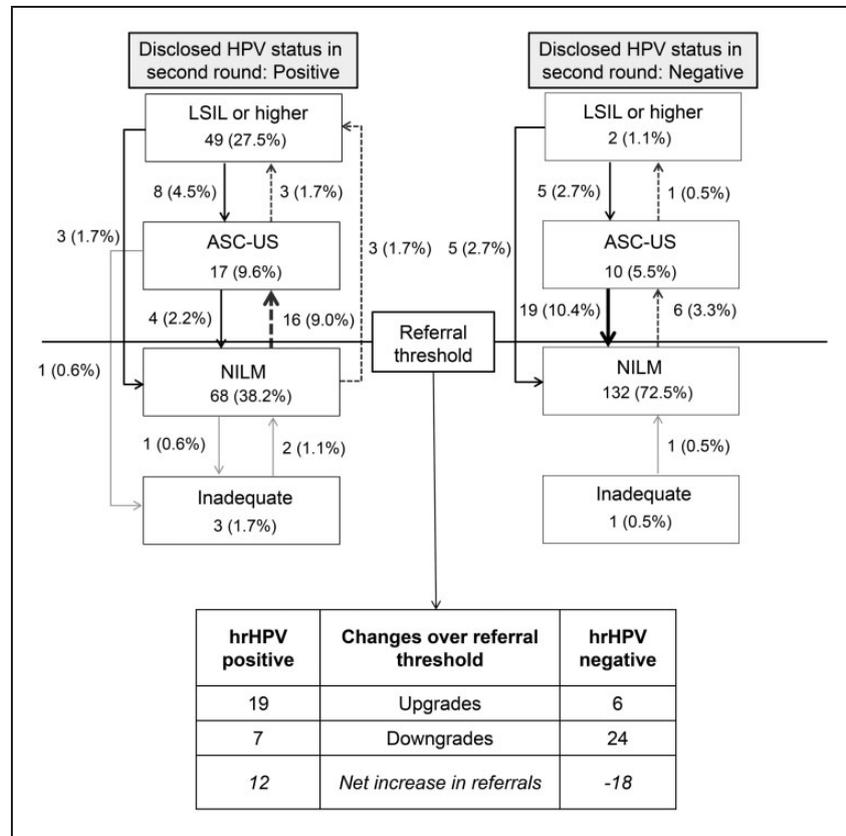 Disclosed HPV status in
second round: Positive
LSIL or higher
49 (27.5%)
8 (4.5%)
3 (1.7%)
3 (1.7%)
ASC-US
17 (9.6%)
3 (1.7%)
4 (2.2%)
16 (9.0%)
1 (0.6%)
NILM
68 (38.2%)
1 (0.6%)
2 (1.1%)
Inadequate
3 (1.7%)
Referral
threshold
Disclosed HPV status in
second round: Negative
LSIL or higher
2 (1.1%)
5 (2.7%)
1 (0.5%)
5 (2.7%)
ASC-US
10 (5.5%)
19 (10.4%)
6 (3.3%)
NILM
132 (72.5%)
1 (0.5%)
Inadequate
1 (0.5%)
hrHPV
positive
Changes over referral
threshold
hrHPV
negative
19 Upgrades 6
7 Downgrades 24
12 Net increase in referrals -18